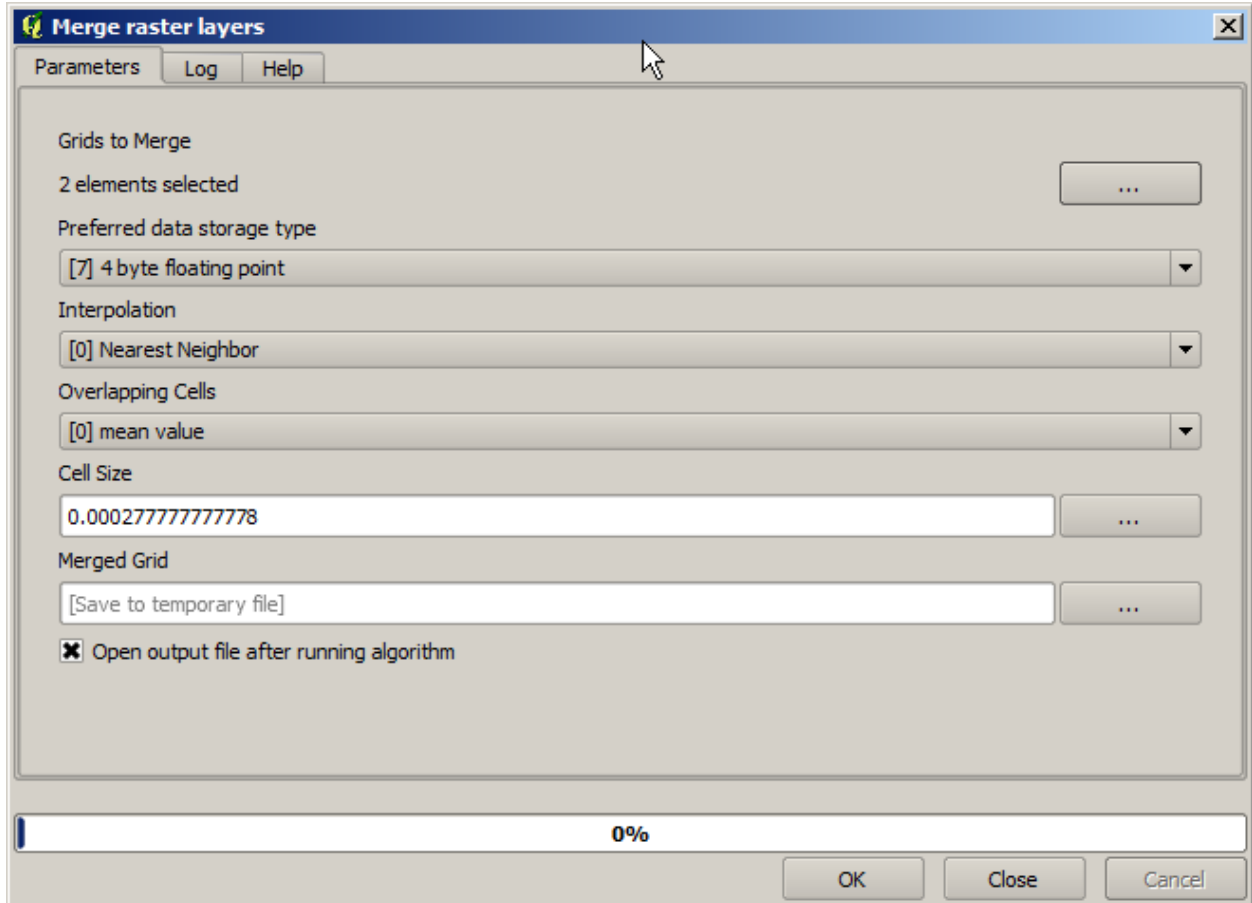 Merge raster layers
Parameters Log Help
Grids to Merge
2 elements selected
...
Preferred data storage type
[7] 4 byte floating point
Interpolation
[0] Nearest Neighbor
Overlapping Cells
[0] mean value
Cell Size
0.000277777777778
...
Merged Grid
[Save to temporary file]
...
Open output file after running algorithm
0%
OK Close Cancel